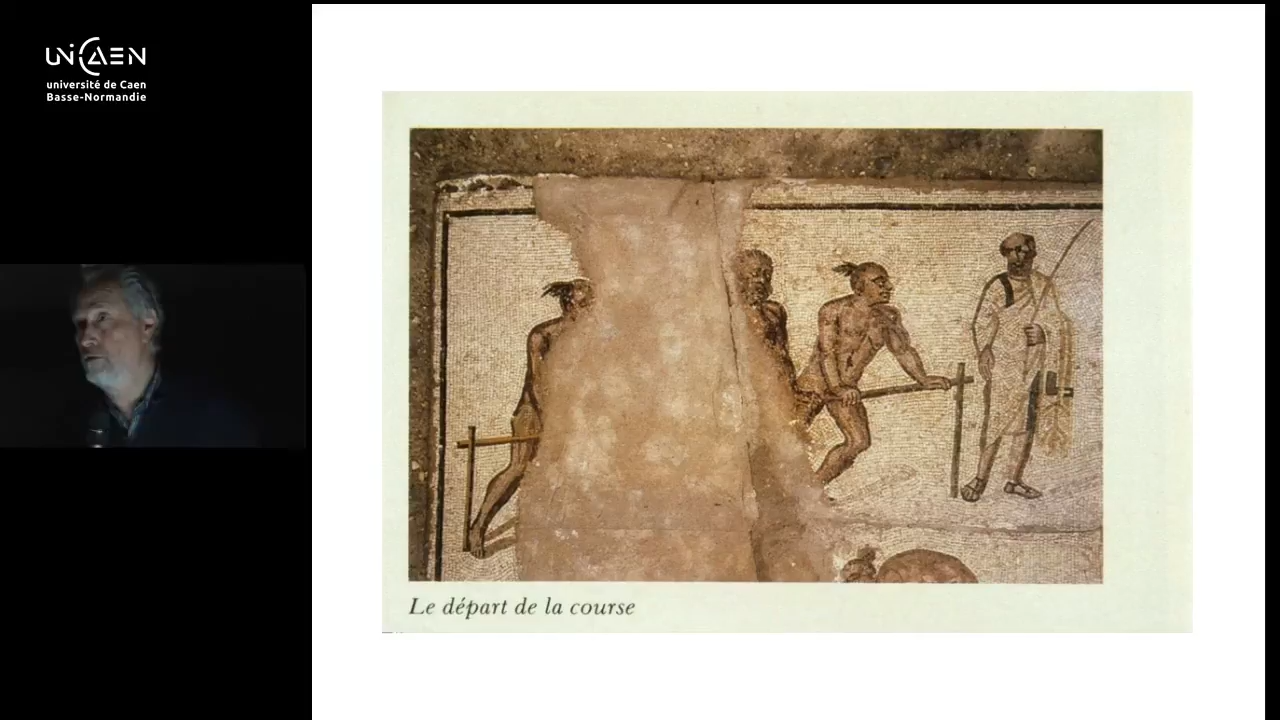 UNICAEN
université de Caen
Basse-Normandie
Le départ de la course